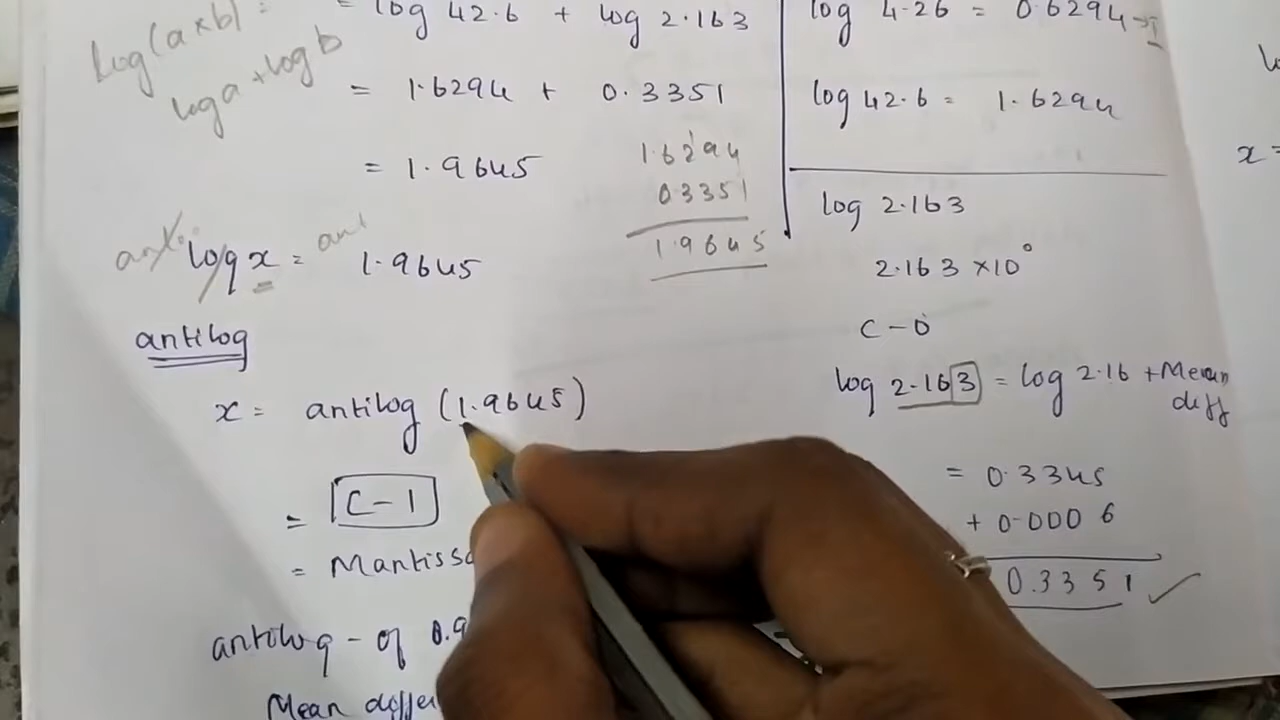 log(a×b) =
log a + log b
= log 42.6 + log 2.163
= 1.6294 + 0.3351
= 1.9645
1.6294
0.3351
1.9645
log x = 1.9645
antilog
x = antilog (1.9645)
= C-1
= Mantissa
antilog - of 0.9
Mean differ
log 4.26 = 0.6294
log 42.6 = 1.6294
log 2.163
2.163 ×10°
C-0
log 2.163 = log 2.16 + Mean
diff
= 0.3345
+ 0.0006
0.3351 ✓
x =